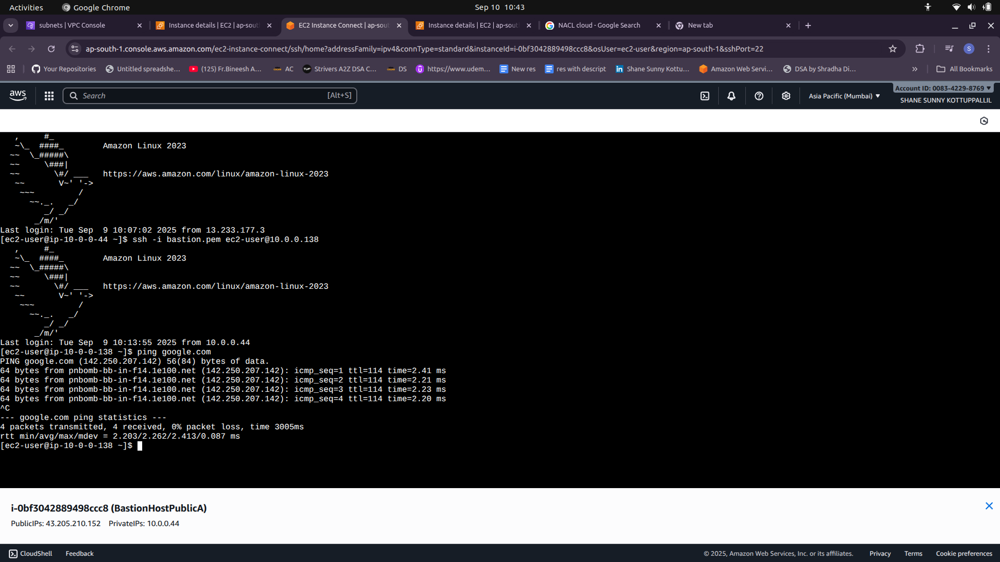 Activities
Google Chrome
Sep 10 10:43
subnets | VPC Console
Instance details | EC2 | ap-sout
EC2 Instance Connect | ap-sou
Instance details | EC2 | ap-sout
NACL cloud - Google Search
New tab
ap-south-1.console.aws.amazon.com/ec2-instance-connect/ssh/home?addressFamily=ipv4&connType=standard&instanceId=i-0bf3042889498ccc8&osUser=ec2-user&region=ap-south-1&sshPort=22
S
Your Repositories
Untitled spreadshe...
(125) Fr.Bineesh A...
AC
Strivers A2Z DSA C...
DS
https://www.udem...
New res
res with descript
Shane Sunny Kottu...
Amazon Web Servi...
DSA by Shradha Di...
All Bookmarks
aws
Search
[Alt+S]
Asia Pacific (Mumbai)
Account ID: 0083-4229-8769
SHANE SUNNY KOTTUPPALLIL
   ,     #_
   ~\_  ####_        Amazon Linux 2023
  ~~  \_#####\
  ~~     \###|
  ~~       \#/ ___   https://aws.amazon.com/linux/amazon-linux-2023
   ~~       V~' '->
    ~~~         /
      ~~._.   _/
         _/ _/
       _/m/'
Last login: Tue Sep  9 10:07:02 2025 from 13.233.177.3
[ec2-user@ip-10-0-0-44 ~]$ ssh -i bastion.pem ec2-user@10.0.0.138
   ,     #_
   ~\_  ####_        Amazon Linux 2023
  ~~  \_#####\
  ~~     \###|
  ~~       \#/ ___   https://aws.amazon.com/linux/amazon-linux-2023
   ~~       V~' '->
    ~~~         /
      ~~._.   _/
         _/ _/
       _/m/'
Last login: Tue Sep  9 10:13:55 2025 from 10.0.0.44
[ec2-user@ip-10-0-0-138 ~]$ ping google.com
PING google.com (142.250.207.142) 56(84) bytes of data.
64 bytes from pnbomb-bb-in-f14.1e100.net (142.250.207.142): icmp_seq=1 ttl=114 time=2.41 ms
64 bytes from pnbomb-bb-in-f14.1e100.net (142.250.207.142): icmp_seq=2 ttl=114 time=2.21 ms
64 bytes from pnbomb-bb-in-f14.1e100.net (142.250.207.142): icmp_seq=3 ttl=114 time=2.23 ms
64 bytes from pnbomb-bb-in-f14.1e100.net (142.250.207.142): icmp_seq=4 ttl=114 time=2.20 ms
^C
--- google.com ping statistics ---
4 packets transmitted, 4 received, 0% packet loss, time 3005ms
rtt min/avg/max/mdev = 2.203/2.262/2.413/0.087 ms
[ec2-user@ip-10-0-0-138 ~]$
i-0bf3042889498ccc8 (BastionHostPublicA)
PublicIPs: 43.205.210.152    PrivateIPs: 10.0.0.44
CloudShell
Feedback
© 2025, Amazon Web Services, Inc. or its affiliates.
Privacy
Terms
Cookie preferences